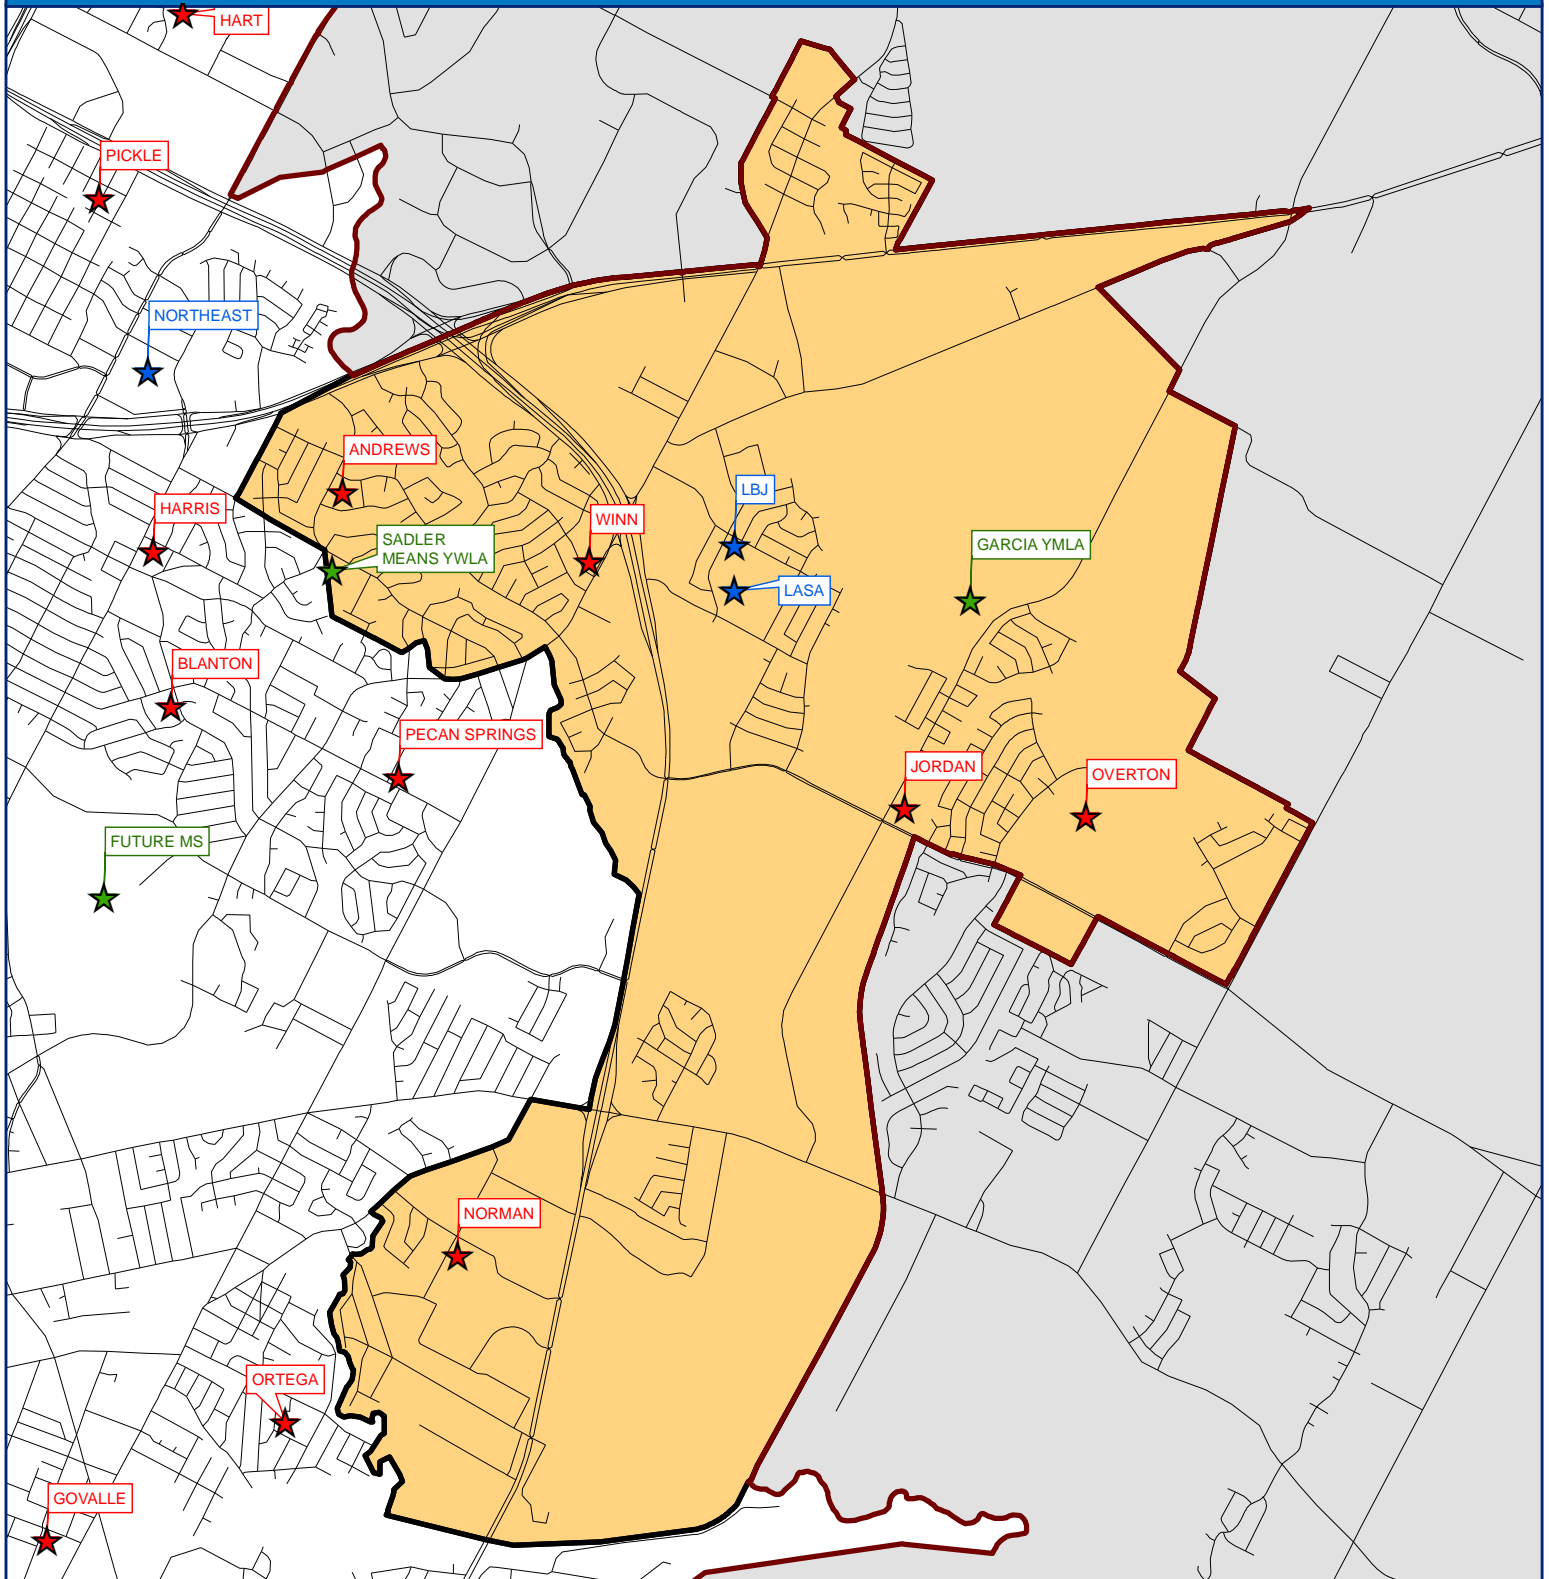 HART
PICKLE
NORTHEAST
ANDREWS
LBJ
HARRIS
WINN
SADLER
MEANS YWLA
GARCIA YMLA
LASA
BLANTON
PECAN SPRINGS
JORDAN
OVERTON
FUTURE MS
NORMAN
ORTEGA
GOVALLE